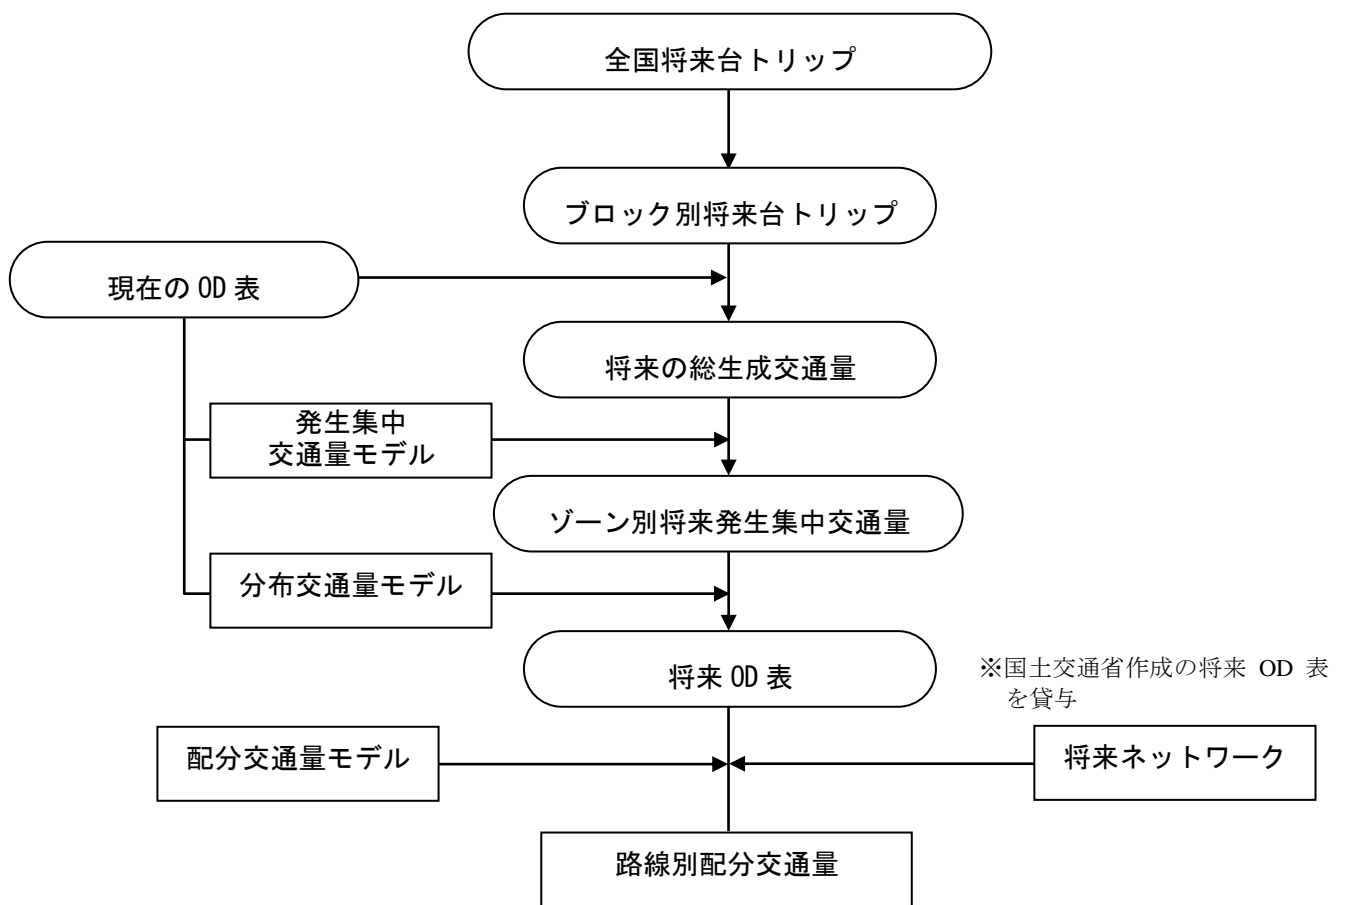 全国将来台トリップ
ブロック別将来台トリップ
現在の OD 表
将来の総生成交通量
発生集中
交通量モデル
ゾーン別将来発生集中交通量
分布交通量モデル
将来 OD 表
※国土交通省作成の将来 OD 表
を貸与
配分交通量モデル
将来ネットワーク
路線別配分交通量